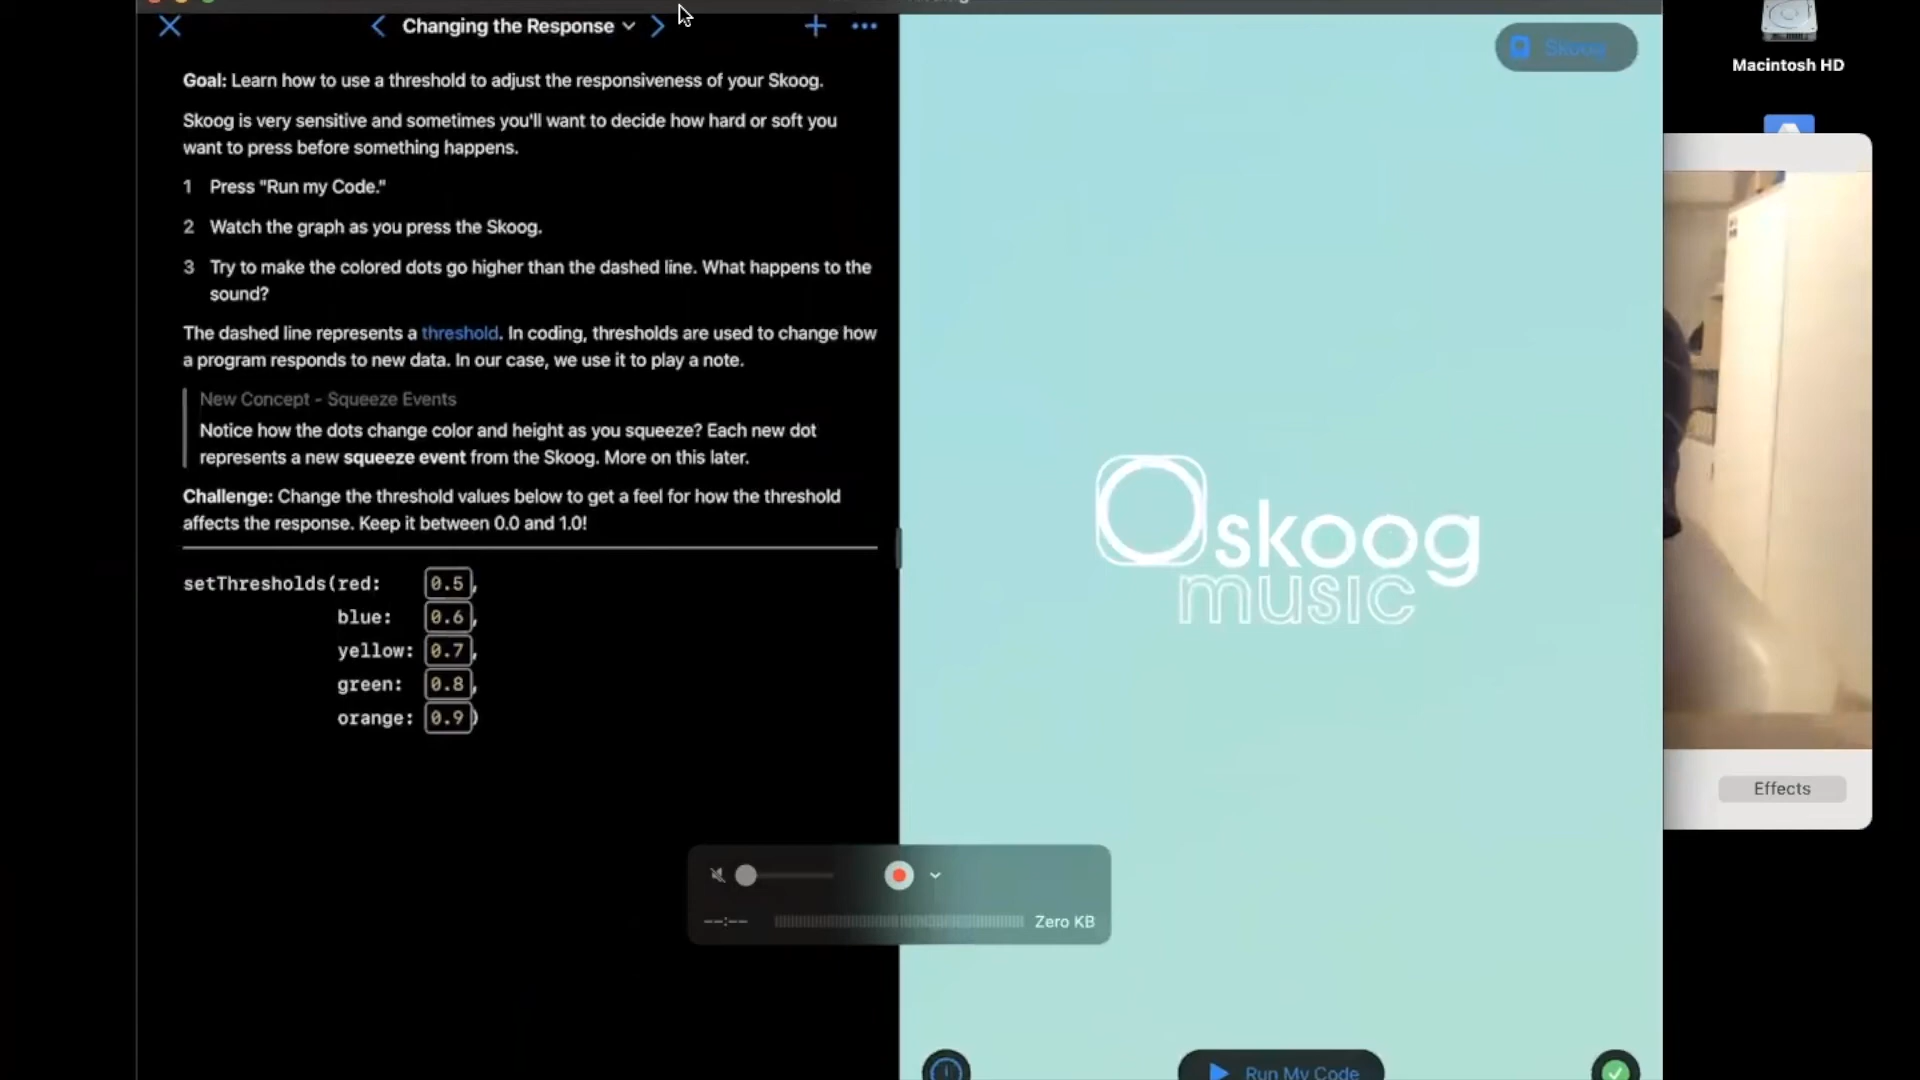 Changing the Response
Skoog
Macintosh HD
Goal: Learn how to use a threshold to adjust the responsiveness of your Skoog.
Skoog is very sensitive and sometimes you'll want to decide how hard or soft you
want to press before something happens.
1 Press "Run my Code."
2 Watch the graph as you press the Skoog.
3 Try to make the colored dots go higher than the dashed line. What happens to the
sound?
The dashed line represents a threshold. In coding, thresholds are used to change how
a program responds to new data. In our case, we use it to play a note.
New Concept - Squeeze Events
Notice how the dots change color and height as you squeeze? Each new dot
represents a new squeeze event from the Skoog. More on this later.
Challenge: Change the threshold values below to get a feel for how the threshold
affects the response. Keep it between 0.0 and 1.0!
setThresholds(red: 0.5,
blue: 0.6,
yellow: 0.7,
green: 0.8,
orange: 0.9)
skoog
music
Effects
--:--
Zero KB
Run My Code